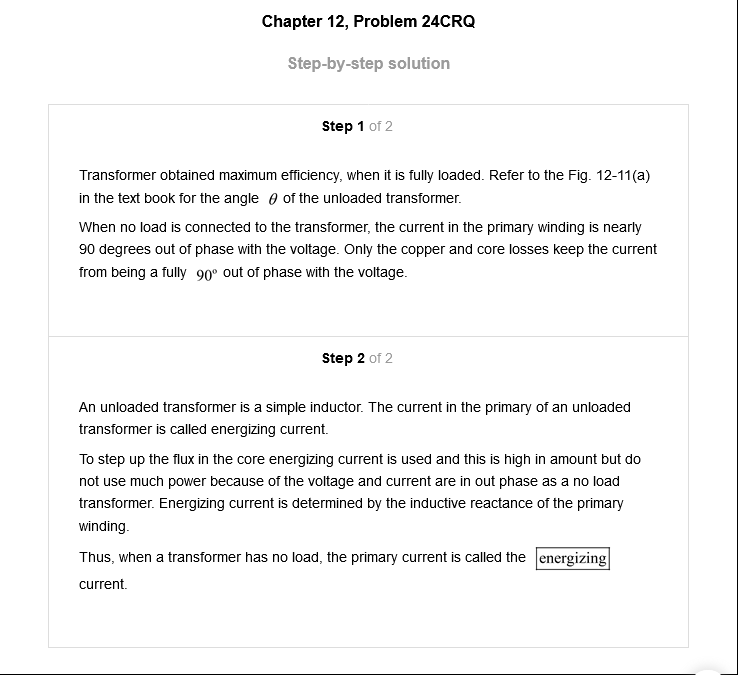 Chapter 12, Problem 24CRQ
Step-by-step solution
Step 1 of 2
Transformer obtained maximum efficiency, when it is fully loaded. Refer to the Fig. 12-11(a)
in the text book for the angle θ of the unloaded transformer.
When no load is connected to the transformer, the current in the primary winding is nearly
90 degrees out of phase with the voltage. Only the copper and core losses keep the current
from being a fully 90° out of phase with the voltage.
Step 2 of 2
An unloaded transformer is a simple inductor. The current in the primary of an unloaded
transformer is called energizing current.
To step up the flux in the core energizing current is used and this is high in amount but do
not use much power because of the voltage and current are in out phase as a no load
transformer. Energizing current is determined by the inductive reactance of the primary
winding.
Thus, when a transformer has no load, the primary current is called the energizing
current.